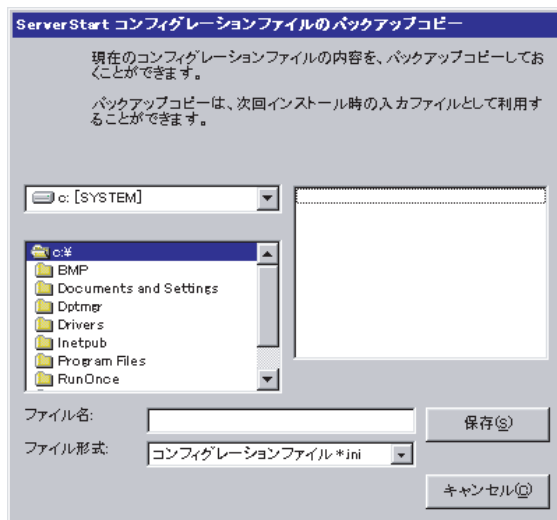 ServerStart コンフィグレーションファイルのバックアップコピー
現在のコンフィグレーションファイルの内容を、バックアップコピーしてお
くことができます。
バックアップコピーは、次回インストール時の入力ファイルとして利用す
ることができます。
c: [SYSTEM]
c:¥
BMP
Documents and Settings
Dptmgr
Drivers
Inetpub
Program Files
RunOnce
ファイル名:
保存(S)
ファイル形式:
コンフィグレーションファイル *.ini
キャンセル(C)